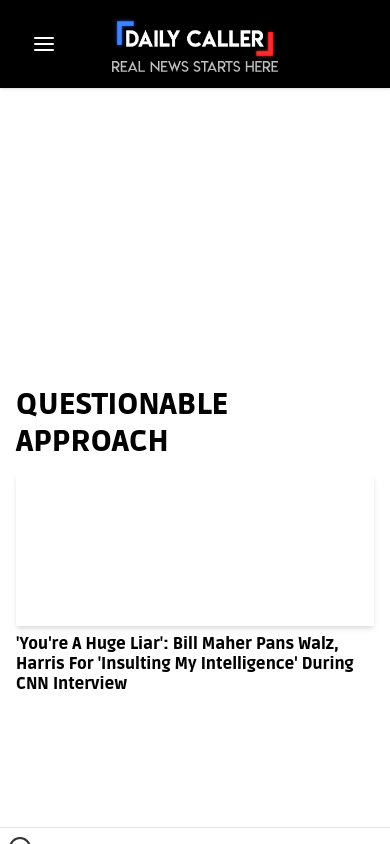 DAILY CALLER
REAL NEWS STARTS HERE
QUESTIONABLE
APPROACH
'You're A Huge Liar': Bill Maher Pans Walz,
Harris For 'Insulting My Intelligence' During
CNN Interview